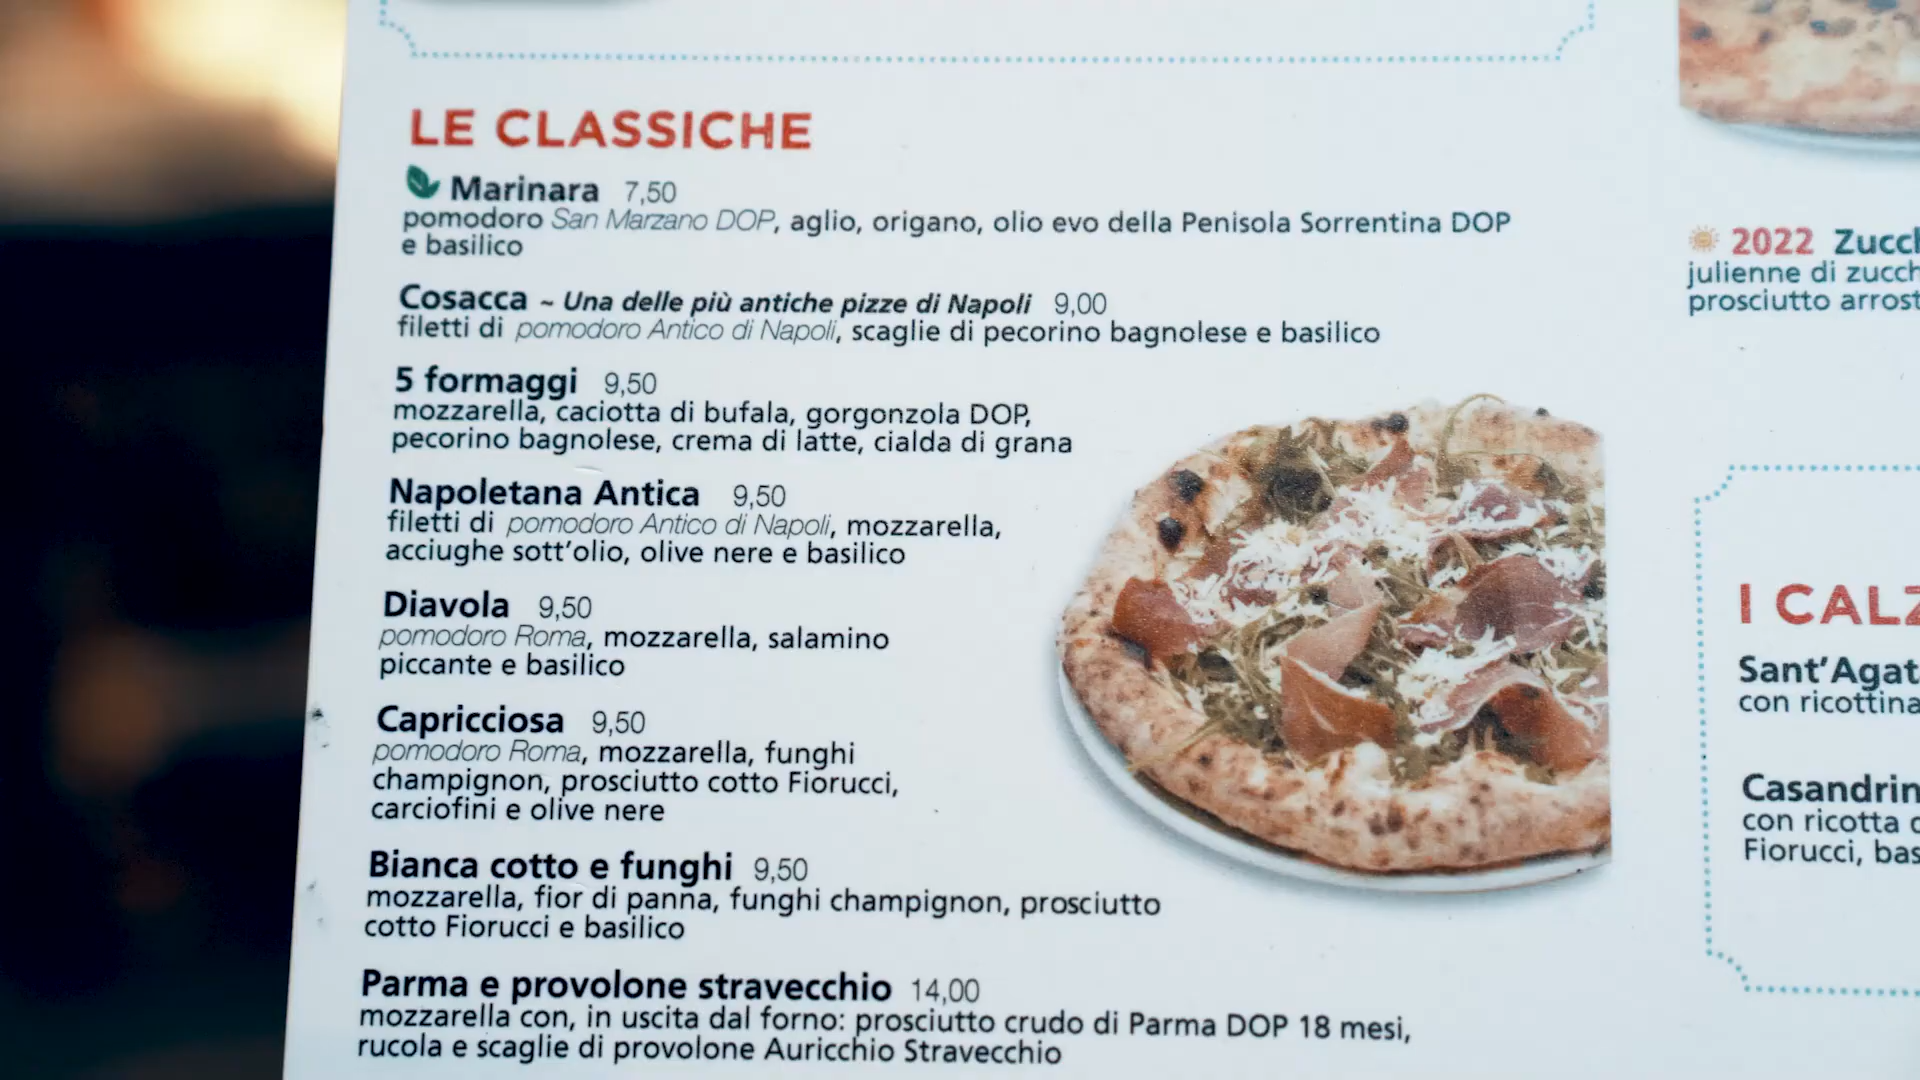 LE CLASSICHE
Marinara 7,50
pomodoro San Marzano DOP, aglio, origano, olio evo della Penisola Sorrentina DOP
e basilico
Cosacca ~ Una delle più antiche pizze di Napoli 9,00
filetti di pomodoro Antico di Napoli, scaglie di pecorino bagnolese e basilico
5 formaggi 9,50
mozzarella, caciotta di bufala, gorgonzola DOP,
pecorino bagnolese, crema di latte, cialda di grana
Napoletana Antica 9,50
filetti di pomodoro Antico di Napoli, mozzarella,
acciughe sott'olio, olive nere e basilico
Diavola 9,50
pomodoro Roma, mozzarella, salamino
piccante e basilico
Capricciosa 9,50
pomodoro Roma, mozzarella, funghi
champignon, prosciutto cotto Fiorucci,
carciofini e olive nere
Bianca cotto e funghi 9,50
mozzarella, fior di panna, funghi champignon, prosciutto
cotto Fiorucci e basilico
Parma e provolone stravecchio 14,00
mozzarella con, in uscita dal forno: prosciutto crudo di Parma DOP 18 mesi,
rucola e scaglie di provolone Auricchio Stravecchio
2022
julienne di
prosciutto
I
con
con ricotta
Fiorucci,